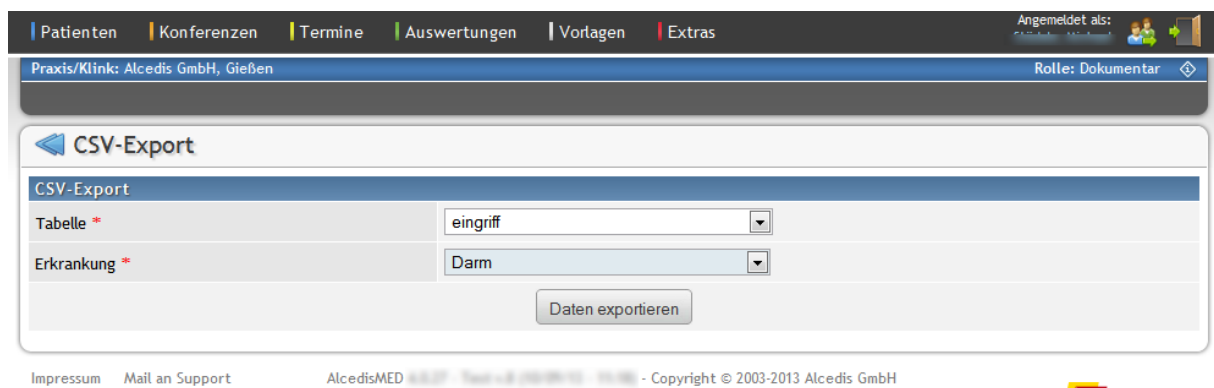 Patienten Konferenzen Termine Auswertungen Vorlagen Extras Angemeldet als:
Praxis/Klink: Alcedis GmbH, Gießen Rolle: Dokumentar
CSV-Export
CSV-Export
Tabelle * eingriff
Erkrankung * Darm
Daten exportieren
Impressum Mail an Support AlcedisMED - Copyright © 2003-2013 Alcedis GmbH